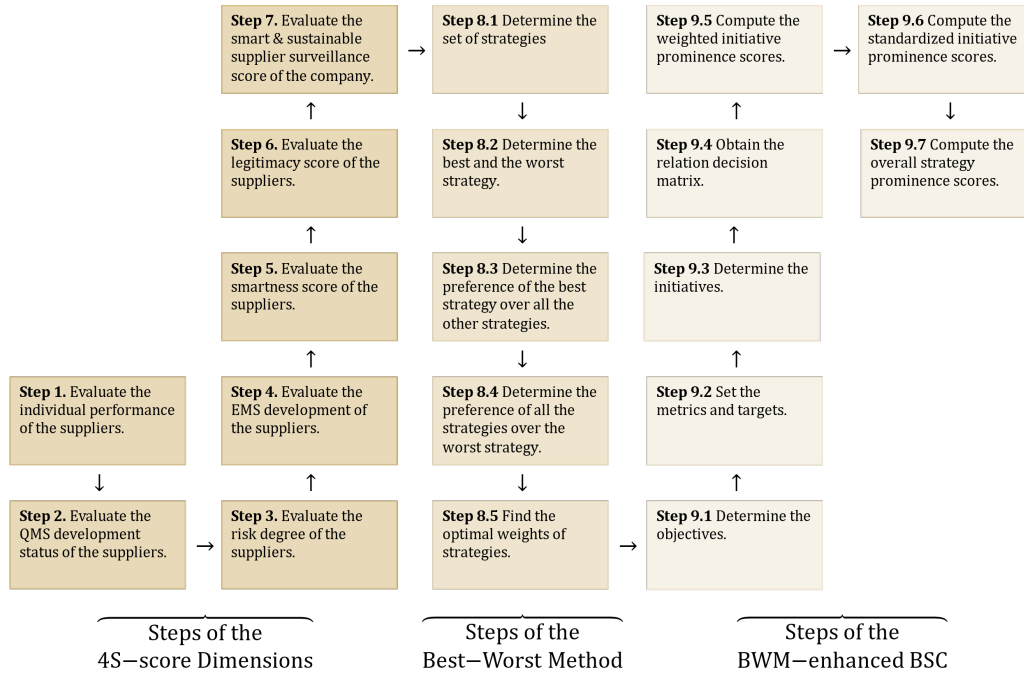 Step 1. Evaluate the
individual performance
of the suppliers.
↓
Step 2. Evaluate the
QMS development
status of the suppliers.
→
Step 3. Evaluate the
risk degree of the
suppliers.
↑
Step 4. Evaluate the
EMS development of
the suppliers.
↑
Step 5. Evaluate the
smartness score of the
suppliers.
↑
Step 6. Evaluate the
legitimacy score of the
suppliers.
↑
Step 7. Evaluate the
smart & sustainable
supplier surveillance
score of the company.
→
Step 8.1 Determine the
set of strategies
↓
Step 8.2 Determine the
best and the worst
strategy.
↓
Step 8.3 Determine the
preference of the best
strategy over all the
other strategies.
↓
Step 8.4 Determine the
preference of all the
strategies over the
worst strategy.
↓
Step 8.5 Find the
optimal weights of
strategies.
→
Step 9.1 Determine the
objectives.
↑
Step 9.2 Set the
metrics and targets.
↑
Step 9.3 Determine the
initiatives.
↑
Step 9.4 Obtain the
relation decision
matrix.
↑
Step 9.5 Compute the
weighted initiative
prominence scores.
→
Step 9.6 Compute the
standardized initiative
prominence scores.
↓
Step 9.7 Compute the
overall strategy
prominence scores.
Steps of the
4S−score Dimensions
Steps of the
Best−Worst Method
Steps of the
BWM−enhanced BSC